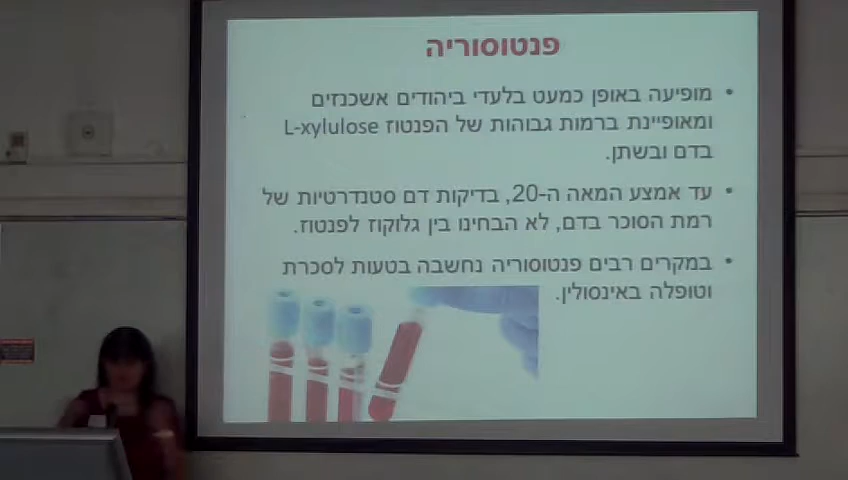 פנטוסוריה
• מופיעה באופן כמעט בלעדי ביהודים אשכנזים
ומאופיינת ברמות גבוהות של הפנטוז L-xylulose
בדם ובשתן.
• עד אמצע המאה ה-20, בדיקות דם סטנדרטיות של
רמת הסוכר בדם, לא הבחינו בין גלוקוז לפנטוז.
• במקרים רבים פנטוסוריה נחשבה בטעות לסכרת
וטופלה באינסולין.